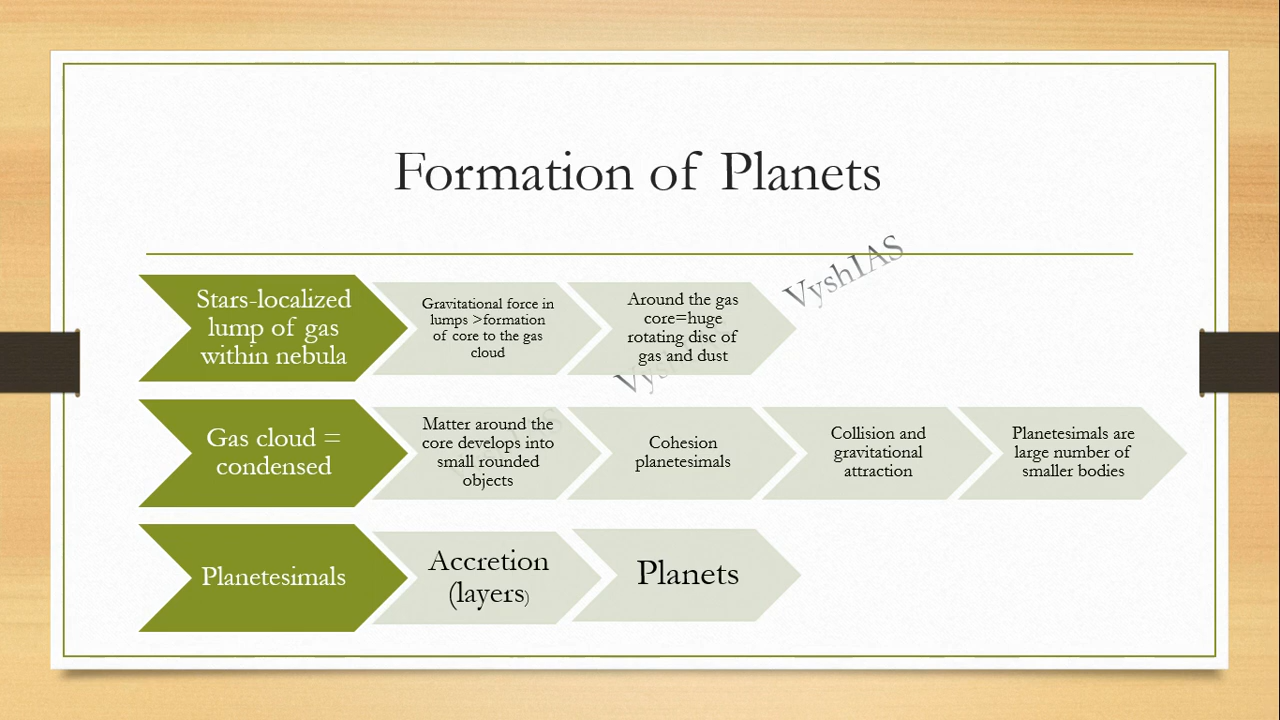 Formation of Planets
VyshIAS
Stars-localized
lump of gas
within nebula
Gravitational force in
lumps >formation
of core to the gas
cloud
Around the gas
core=huge
rotating disc of
gas and dust
Gas cloud =
condensed
Matter around the
core develops into
small rounded
objects
Cohesion
planetesimals
Collision and
gravitational
attraction
Planetesimals are
large number of
smaller bodies
Planetesimals
Accretion
(layers)
Planets